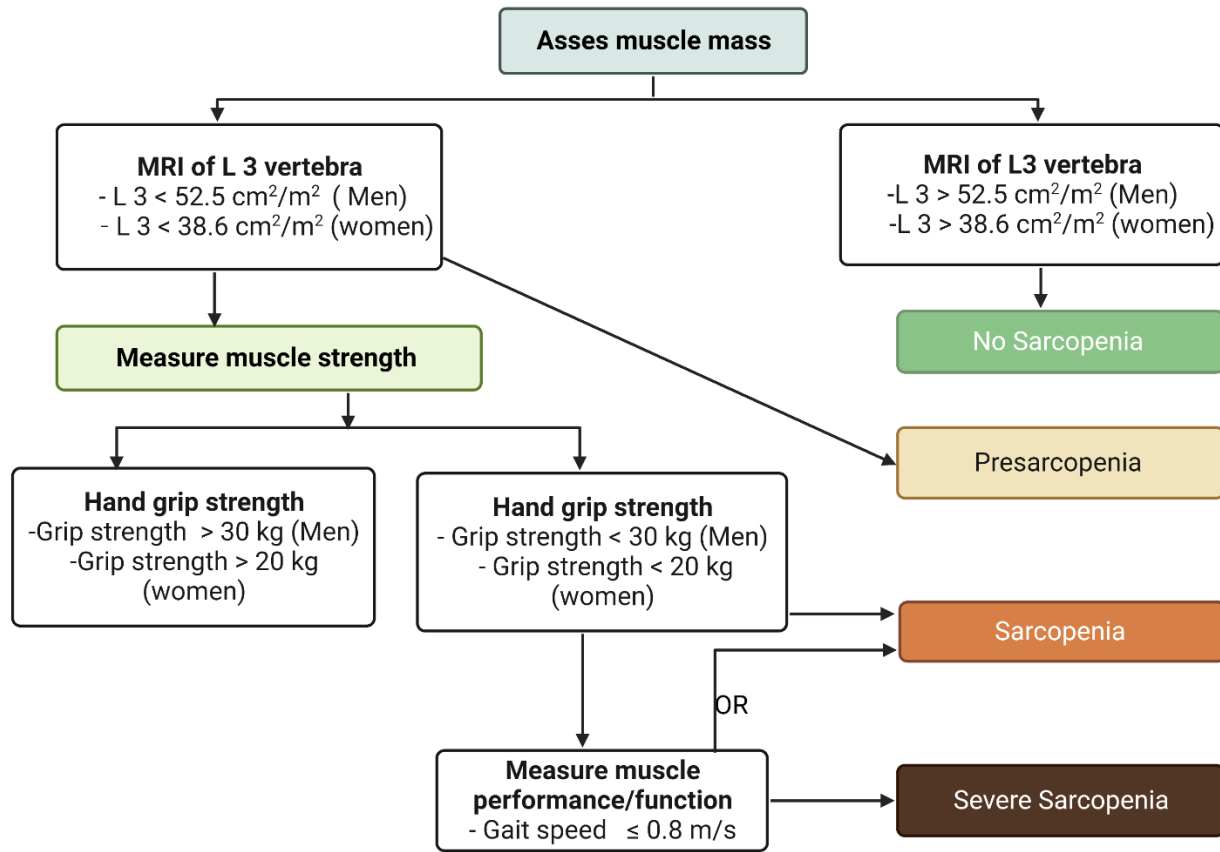 Asses muscle mass
MRI of L 3 vertebra
- L 3 < 52.5 cm²/m² ( Men)
- L 3 < 38.6 cm²/m² (women)
MRI of L3 vertebra
-L 3 > 52.5 cm²/m² (Men)
-L 3 > 38.6 cm²/m² (women)
Measure muscle strength
No Sarcopenia
Presarcopenia
Hand grip strength
-Grip strength > 30 kg (Men)
-Grip strength > 20 kg
(women)
Hand grip strength
- Grip strength < 30 kg (Men)
- Grip strength < 20 kg
(women)
Sarcopenia
OR
Measure muscle
performance/function
- Gait speed ≤ 0.8 m/s
Severe Sarcopenia